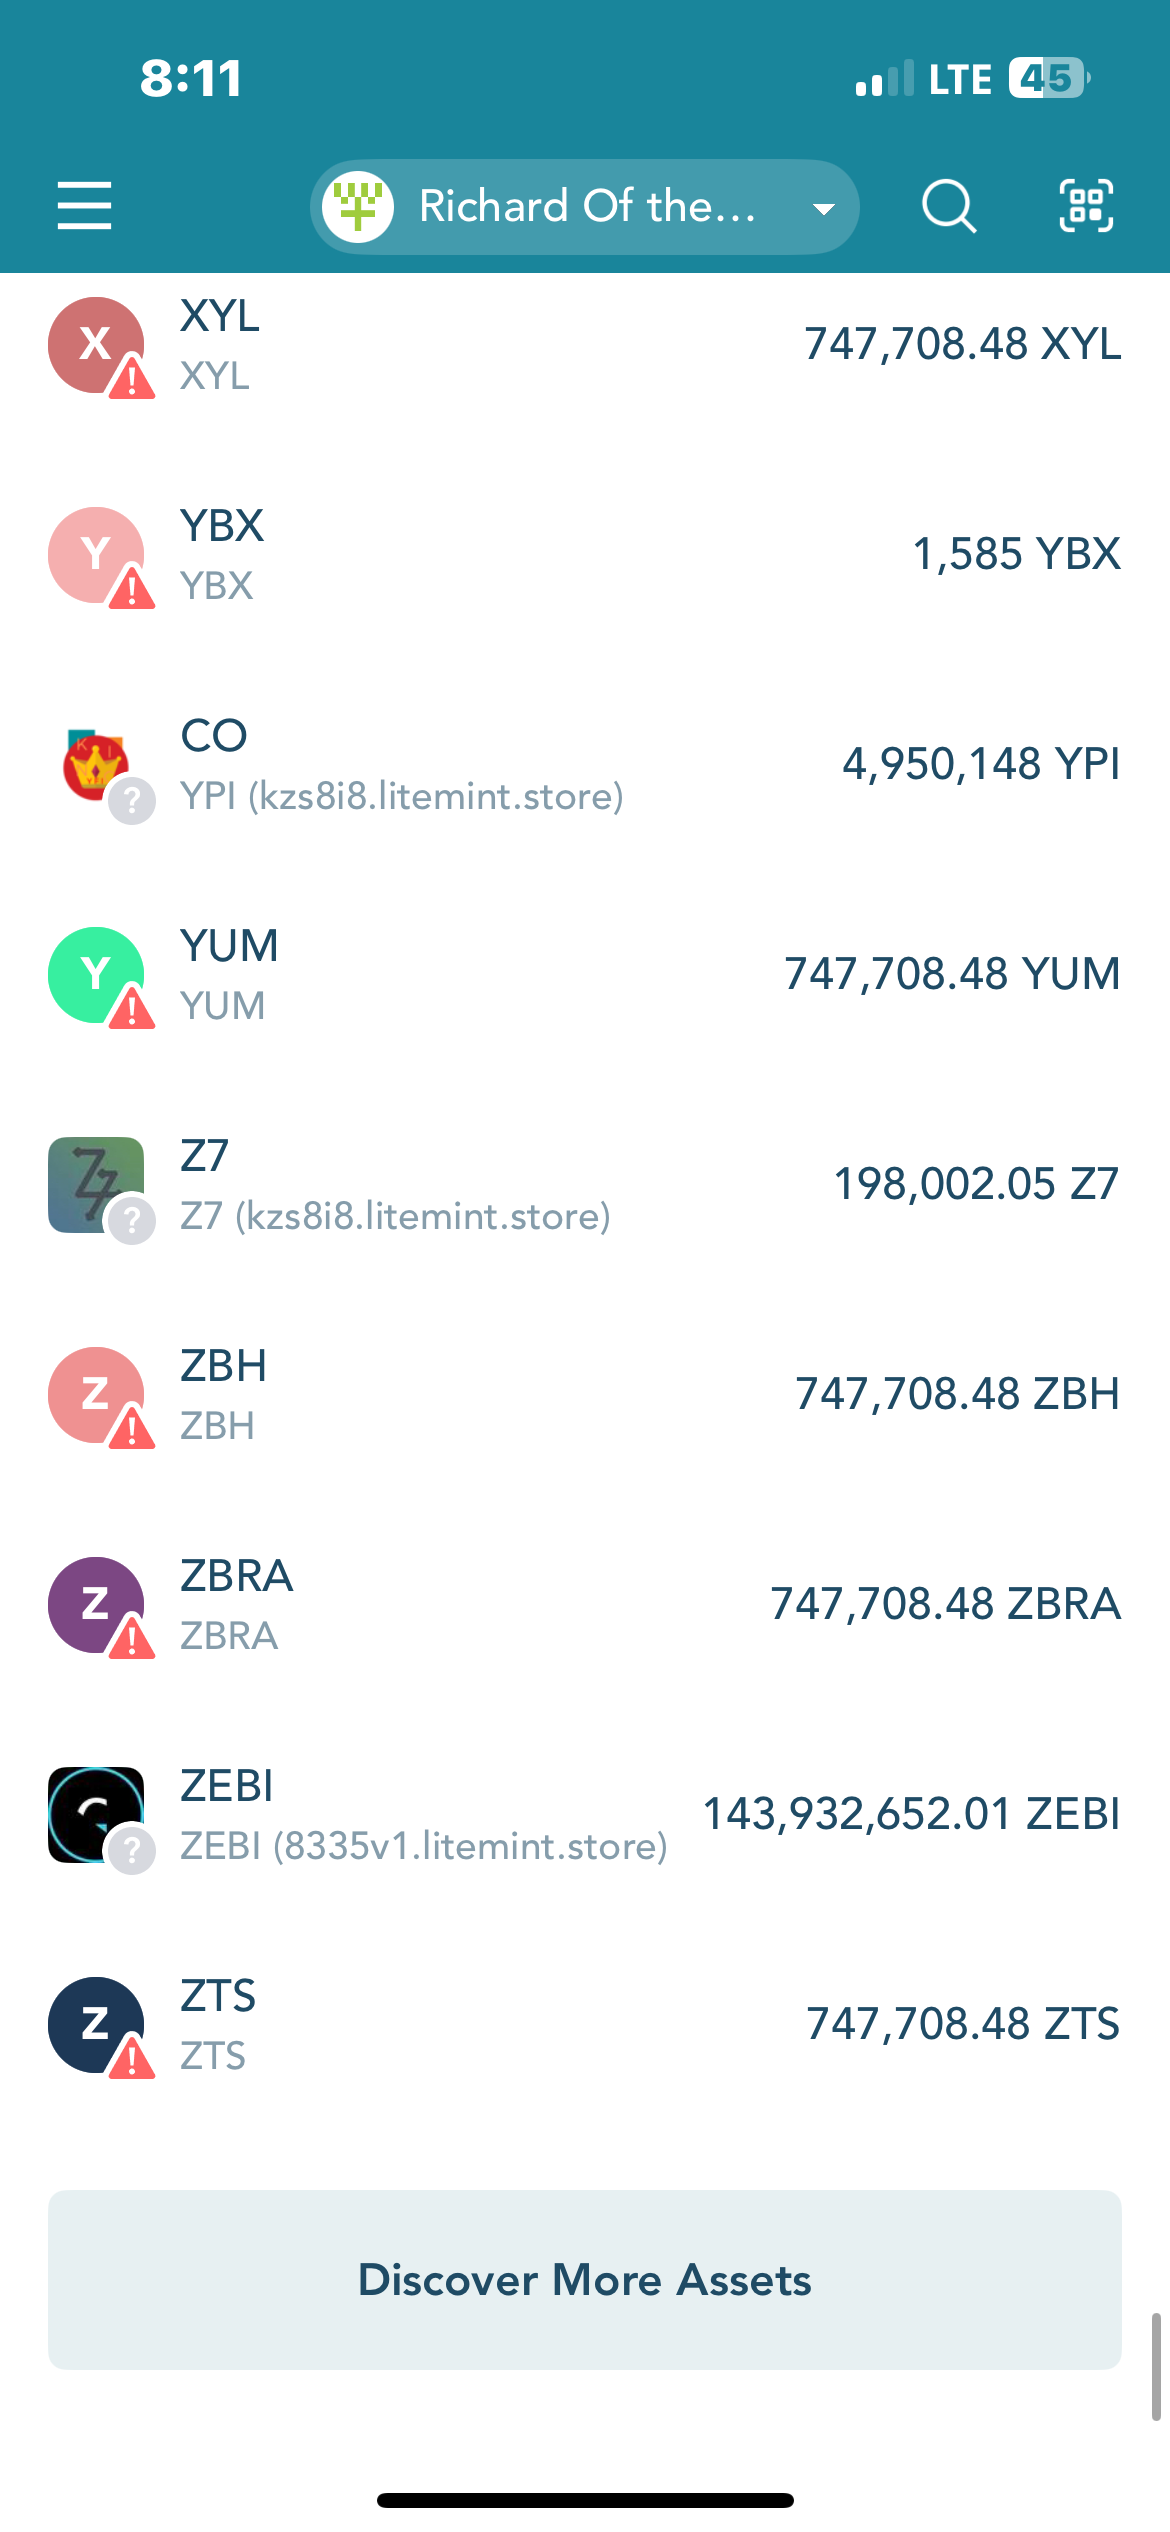 8:11
LTE 45
Richard Of the...
X
XYL
XYL
747,708.48 XYL
Y
YBX
YBX
1,585 YBX
K I
CO
YPI (kzs8i8.litemint.store)
4,950,148 YPI
?
Y
YUM
YUM
747,708.48 YUM
Z7
Z7
Z7 (kzs8i8.litemint.store)
198,002.05 Z7
?
Z
ZBH
ZBH
747,708.48 ZBH
Z
ZBRA
ZBRA
747,708.48 ZBRA
ZEBI
ZEBI (8335v1.litemint.store)
143,932,652.01 ZEBI
?
Z
ZTS
ZTS
747,708.48 ZTS
Discover More Assets